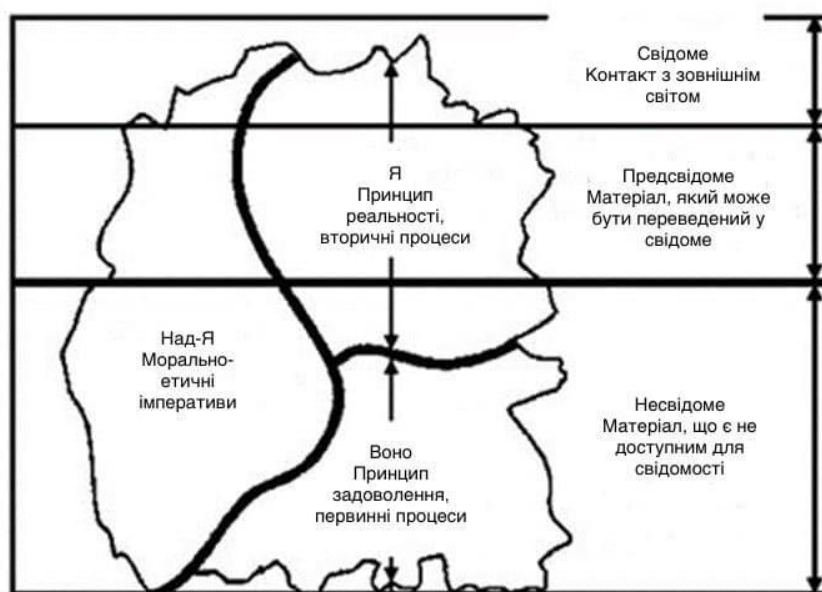 Свідоме
Контакт з зовнішнім
світом
Я
Принцип
реальності,
вторичні процеси
Предсвідоме
Матеріал, який може
бути переведений у
свідоме
Над-Я
Морально-
етичні
імперативи
Воно
Принцип
задоволення,
первинні процеси
Несвідоме
Матеріал, що є не
доступним для
свідомості